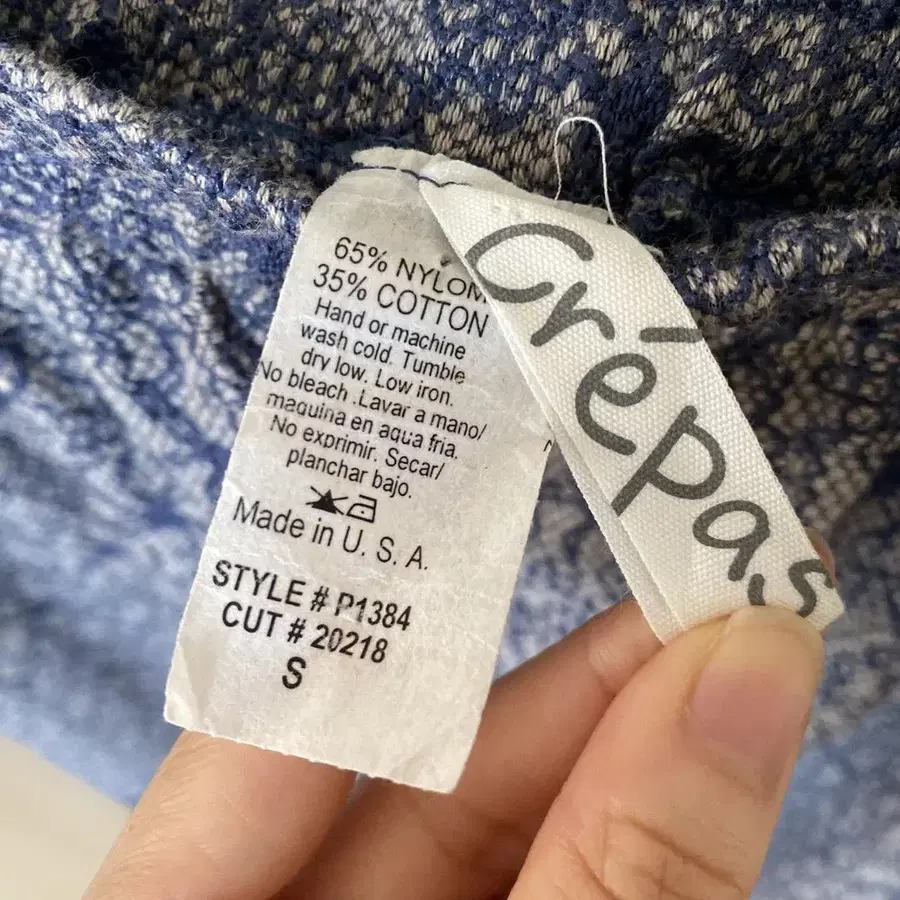 65% NYLON
35% COTTON
Hand or machine
wash cold. Tumble
dry low. Low iron.
No bleach .Lavar a mano/
maquina en aqua fria.
No exprimir. Secar/
planchar bajo.
Made in U. S. A.
STYLE # P1384
CUT # 20218
S
Crépas